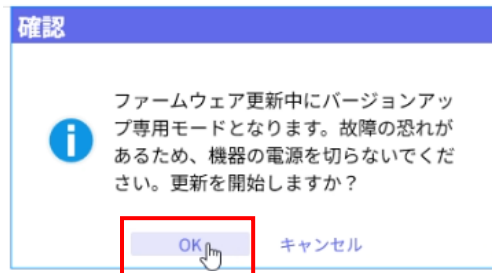 確認
ファームウェア更新中にバージョンアッ
プ専用モードとなります。故障の恐れが
あるため、機器の電源を切らないでくだ
さい。更新を開始しますか？
OK
キャンセル